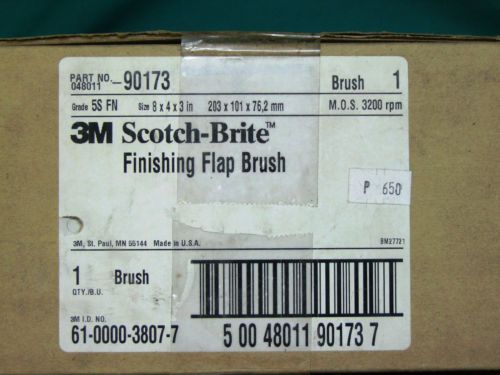 PART NO. 048011 -90173 Brush 1
Grade 5S FN Size 8 x 4 x 3 in 203 x 101 x 76,2 mm M.O.S. 3200 rpm
3M Scotch-Brite™
Finishing Flap Brush
P 650
3M, St. Paul, MN 55144 Made in U.S.A. BM27721
1 Brush
QTY./B.U.
3M I.D. NO.
61-0000-3807-7 5 00 48011 90173 7